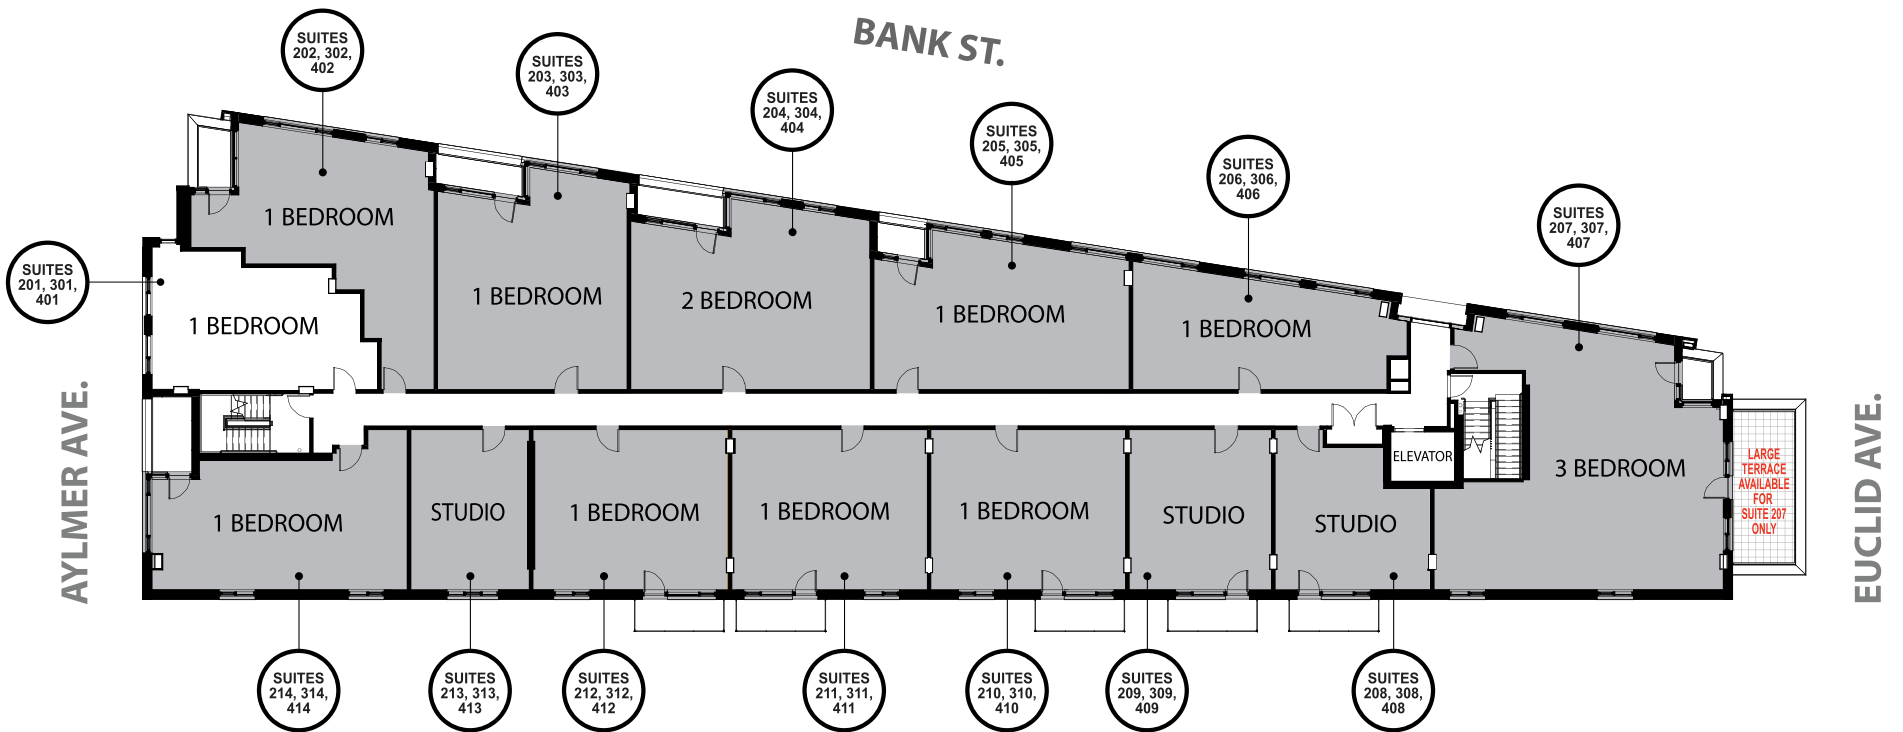 BANK ST.
SUITES
202, 302,
402
SUITES
203, 303,
403
SUITES
204, 304,
404
SUITES
205, 305,
405
SUITES
206, 306,
406
SUITES
207, 307,
407
SUITES
201, 301,
401
1 BEDROOM
1 BEDROOM
1 BEDROOM
2 BEDROOM
1 BEDROOM
1 BEDROOM
AYLMER AVE.
EUCLID AVE.
ELEVATOR
3 BEDROOM
LARGE
TERRACE
AVAILABLE
FOR
SUITE 207
ONLY
1 BEDROOM
STUDIO
1 BEDROOM
1 BEDROOM
1 BEDROOM
STUDIO
STUDIO
SUITES
214, 314,
414
SUITES
213, 313,
413
SUITES
212, 312,
412
SUITES
211, 311,
411
SUITES
210, 310,
410
SUITES
209, 309,
409
SUITES
208, 308,
408